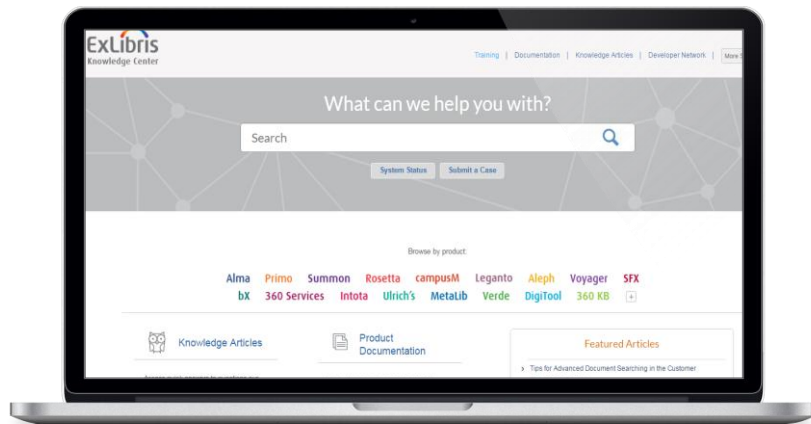 ExLibris
Knowledge Center
Training | Documentation | Knowledge Articles | Developer Network | More S
What can we help you with?
Search
System Status Submit a Case
Browse by product:
Alma Primo Summon Rosetta campusM Leganto Aleph Voyager SFX
bX 360 Services Intota Ulrich's MetaLib Verde DigiTool 360 KB +
Knowledge Articles
Product
Documentation
Featured Articles
› Tips for Advanced Document Searching in the Customer